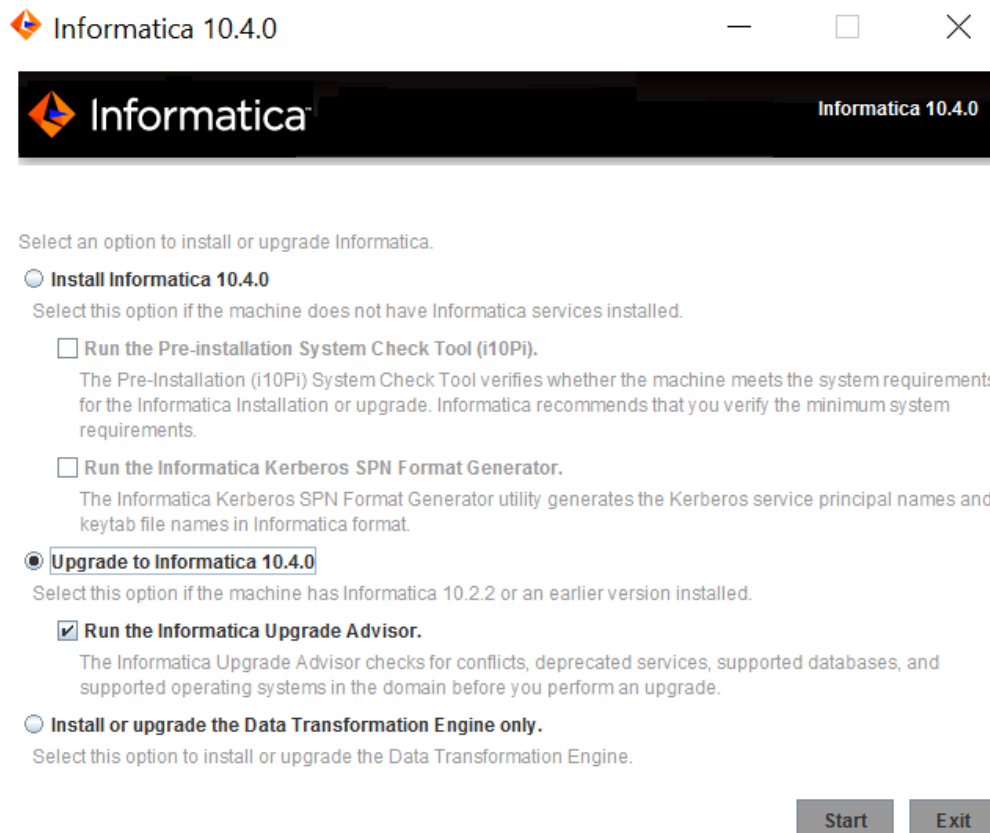 Informatica 10.4.0
Informatica
Informatica 10.4.0
Select an option to install or upgrade Informatica.
Install Informatica 10.4.0
Select this option if the machine does not have Informatica services installed.
Run the Pre-installation System Check Tool (i10Pi).
The Pre-Installation (i10Pi) System Check Tool verifies whether the machine meets the system requirements
for the Informatica Installation or upgrade. Informatica recommends that you verify the minimum system
requirements.
Run the Informatica Kerberos SPN Format Generator.
The Informatica Kerberos SPN Format Generator utility generates the Kerberos service principal names and
keytab file names in Informatica format.
Upgrade to Informatica 10.4.0
Select this option if the machine has Informatica 10.2.2 or an earlier version installed.
Run the Informatica Upgrade Advisor.
The Informatica Upgrade Advisor checks for conflicts, deprecated services, supported databases, and
supported operating systems in the domain before you perform an upgrade.
Install or upgrade the Data Transformation Engine only.
Select this option to install or upgrade the Data Transformation Engine.
Start Exit